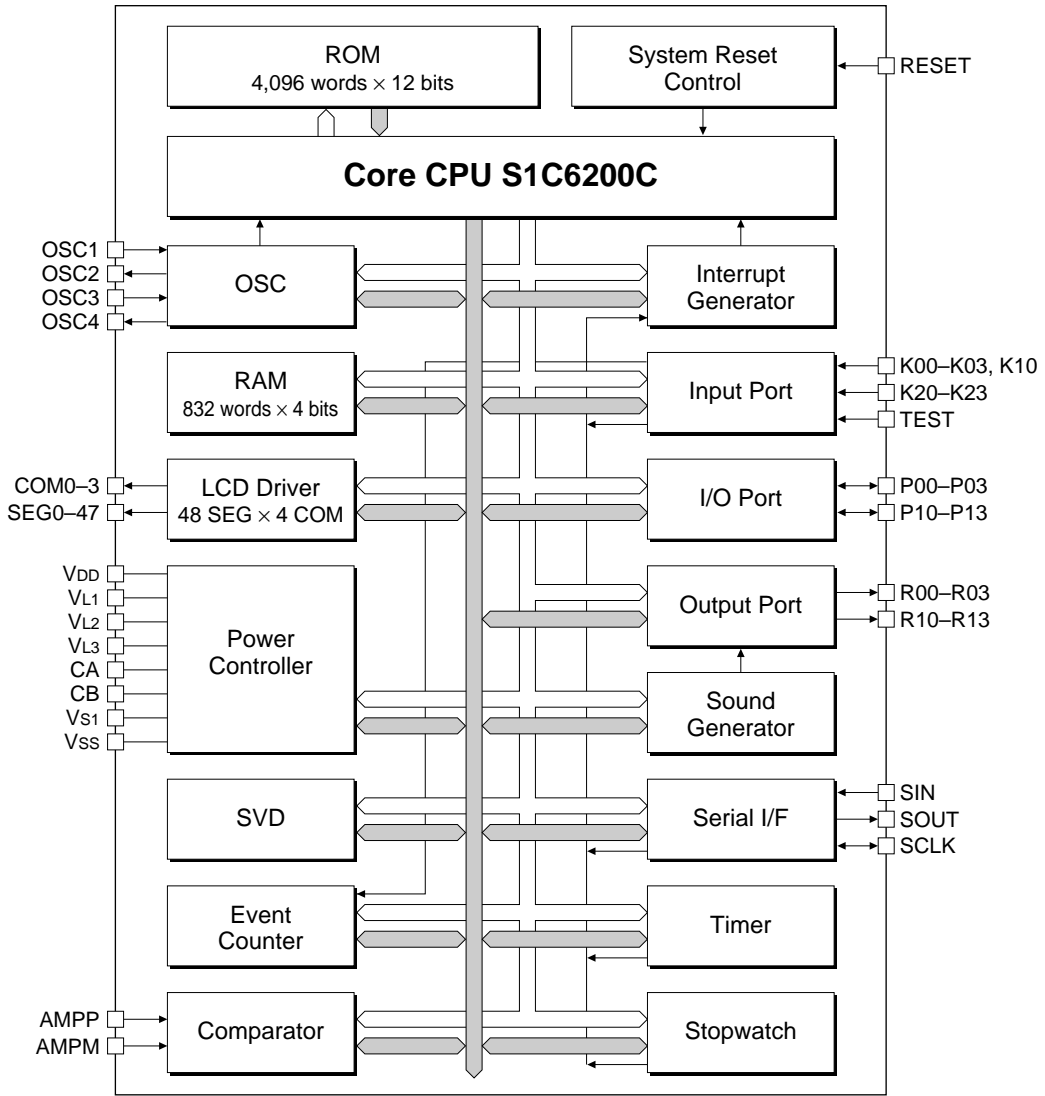 ROM
4,096 words × 12 bits
System Reset
Control
RESET
Core CPU S1C6200C
OSC1
OSC2
OSC3
OSC4
OSC
Interrupt
Generator
RAM
832 words × 4 bits
Input Port
K00–K03, K10
K20–K23
TEST
COM0–3
SEG0–47
LCD Driver
48 SEG × 4 COM
I/O Port
P00–P03
P10–P13
VDD
VL1
VL2
VL3
CA
CB
VS1
VSS
Power
Controller
Output Port
R00–R03
R10–R13
Sound
Generator
SVD
Serial I/F
SIN
SOUT
SCLK
Event
Counter
Timer
AMPP
AMPM
Comparator
Stopwatch